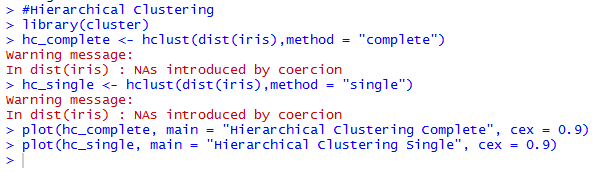 > #Hierarchical Clustering
> library(cluster)
> hc_complete <- hclust(dist(iris),method = "complete")
Warning message:
In dist(iris) : NAs introduced by coercion
> hc_single <- hclust(dist(iris),method = "single")
Warning message:
In dist(iris) : NAs introduced by coercion
> plot(hc_complete, main = "Hierarchical Clustering Complete", cex = 0.9)
> plot(hc_single, main = "Hierarchical Clustering Single", cex = 0.9)
>